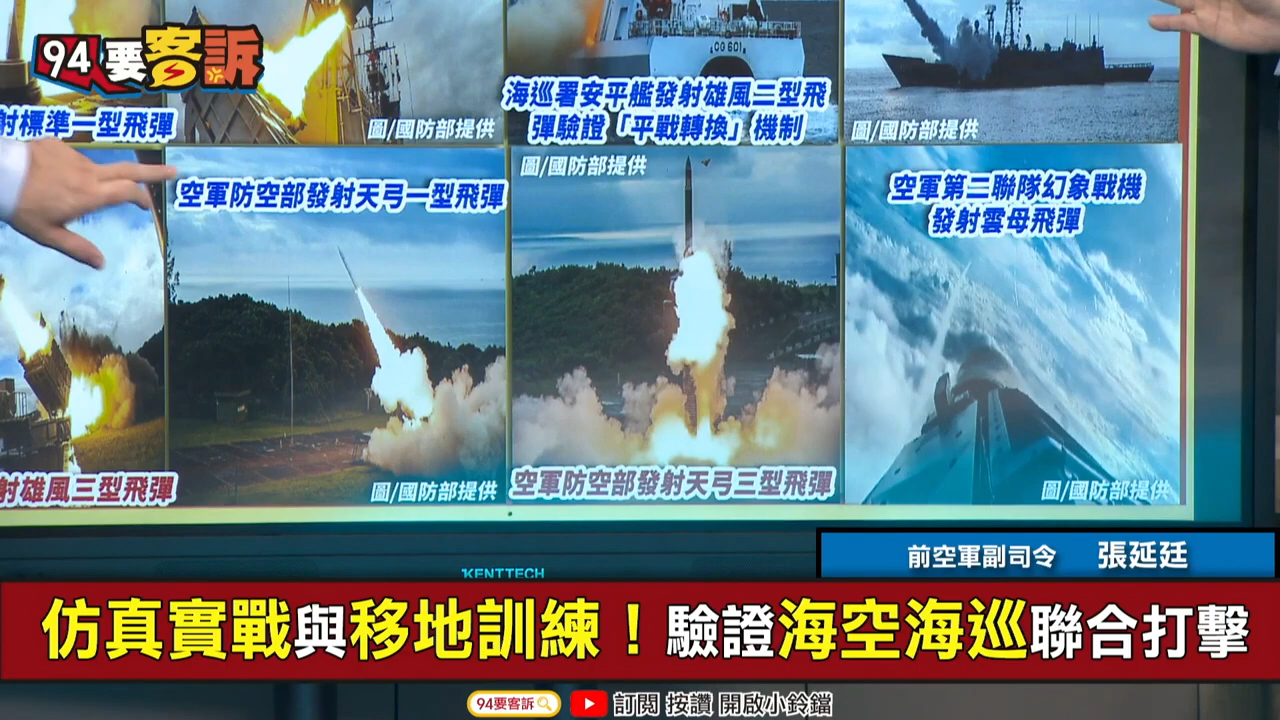 94要客訴
射標準一型飛彈
圖/國防部提供
CG 601
海巡署安平艦發射雄風二型飛
彈驗證「平戰轉換」機制
圖/國防部提供
空軍防空部發射天弓一型飛彈
圖/國防部提供
空軍第二聯隊幻象戰機
發射雲母飛彈
射雄風三型飛彈
圖/國防部提供
空軍防空部發射天弓三型飛彈
圖/國防部提供
KENTTECH
前空軍副司令 張延廷
仿真實戰與移地訓練！驗證海空海巡聯合打擊
94要客訴
訂閱 按讚 開啟小鈴鐺